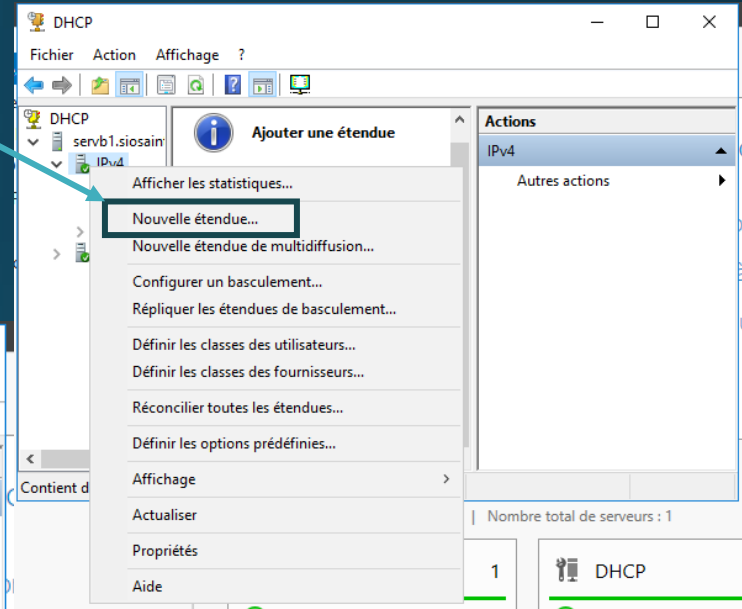 DHCP
Fichier Action Affichage ?
DHCP
servb1.siosain
IPv4
Ajouter une étendue
Actions
IPv4
Autres actions
Afficher les statistiques...
Nouvelle étendue...
Nouvelle étendue de multidiffusion...
Configurer un basculement...
Répliquer les étendues de basculement...
Définir les classes des utilisateurs...
Définir les classes des fournisseurs...
Réconcilier toutes les étendues...
Définir les options prédéfinies...
Affichage
Actualiser
Propriétés
Aide
Contient d
| Nombre total de serveurs : 1
1
DHCP